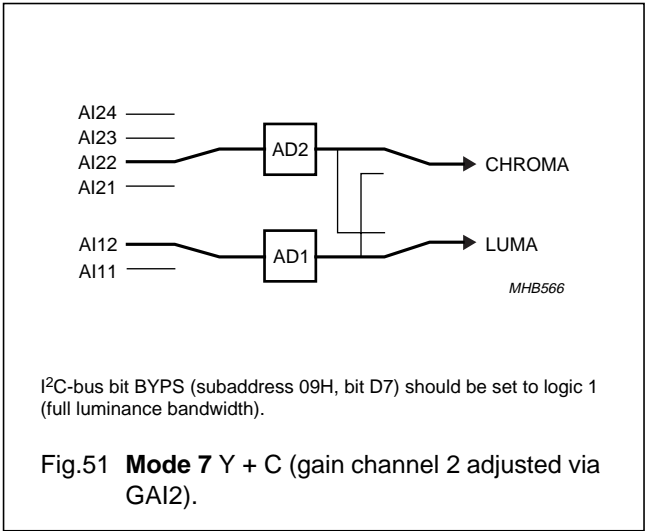 AI24
AI23
AI22
AI21
AD2
CHROMA
AI12
AI11
AD1
LUMA
MHB566
I2C-bus bit BYPS (subaddress 09H, bit D7) should be set to logic 1
(full luminance bandwidth).
Fig.51 Mode 7 Y + C (gain channel 2 adjusted via
GAI2).